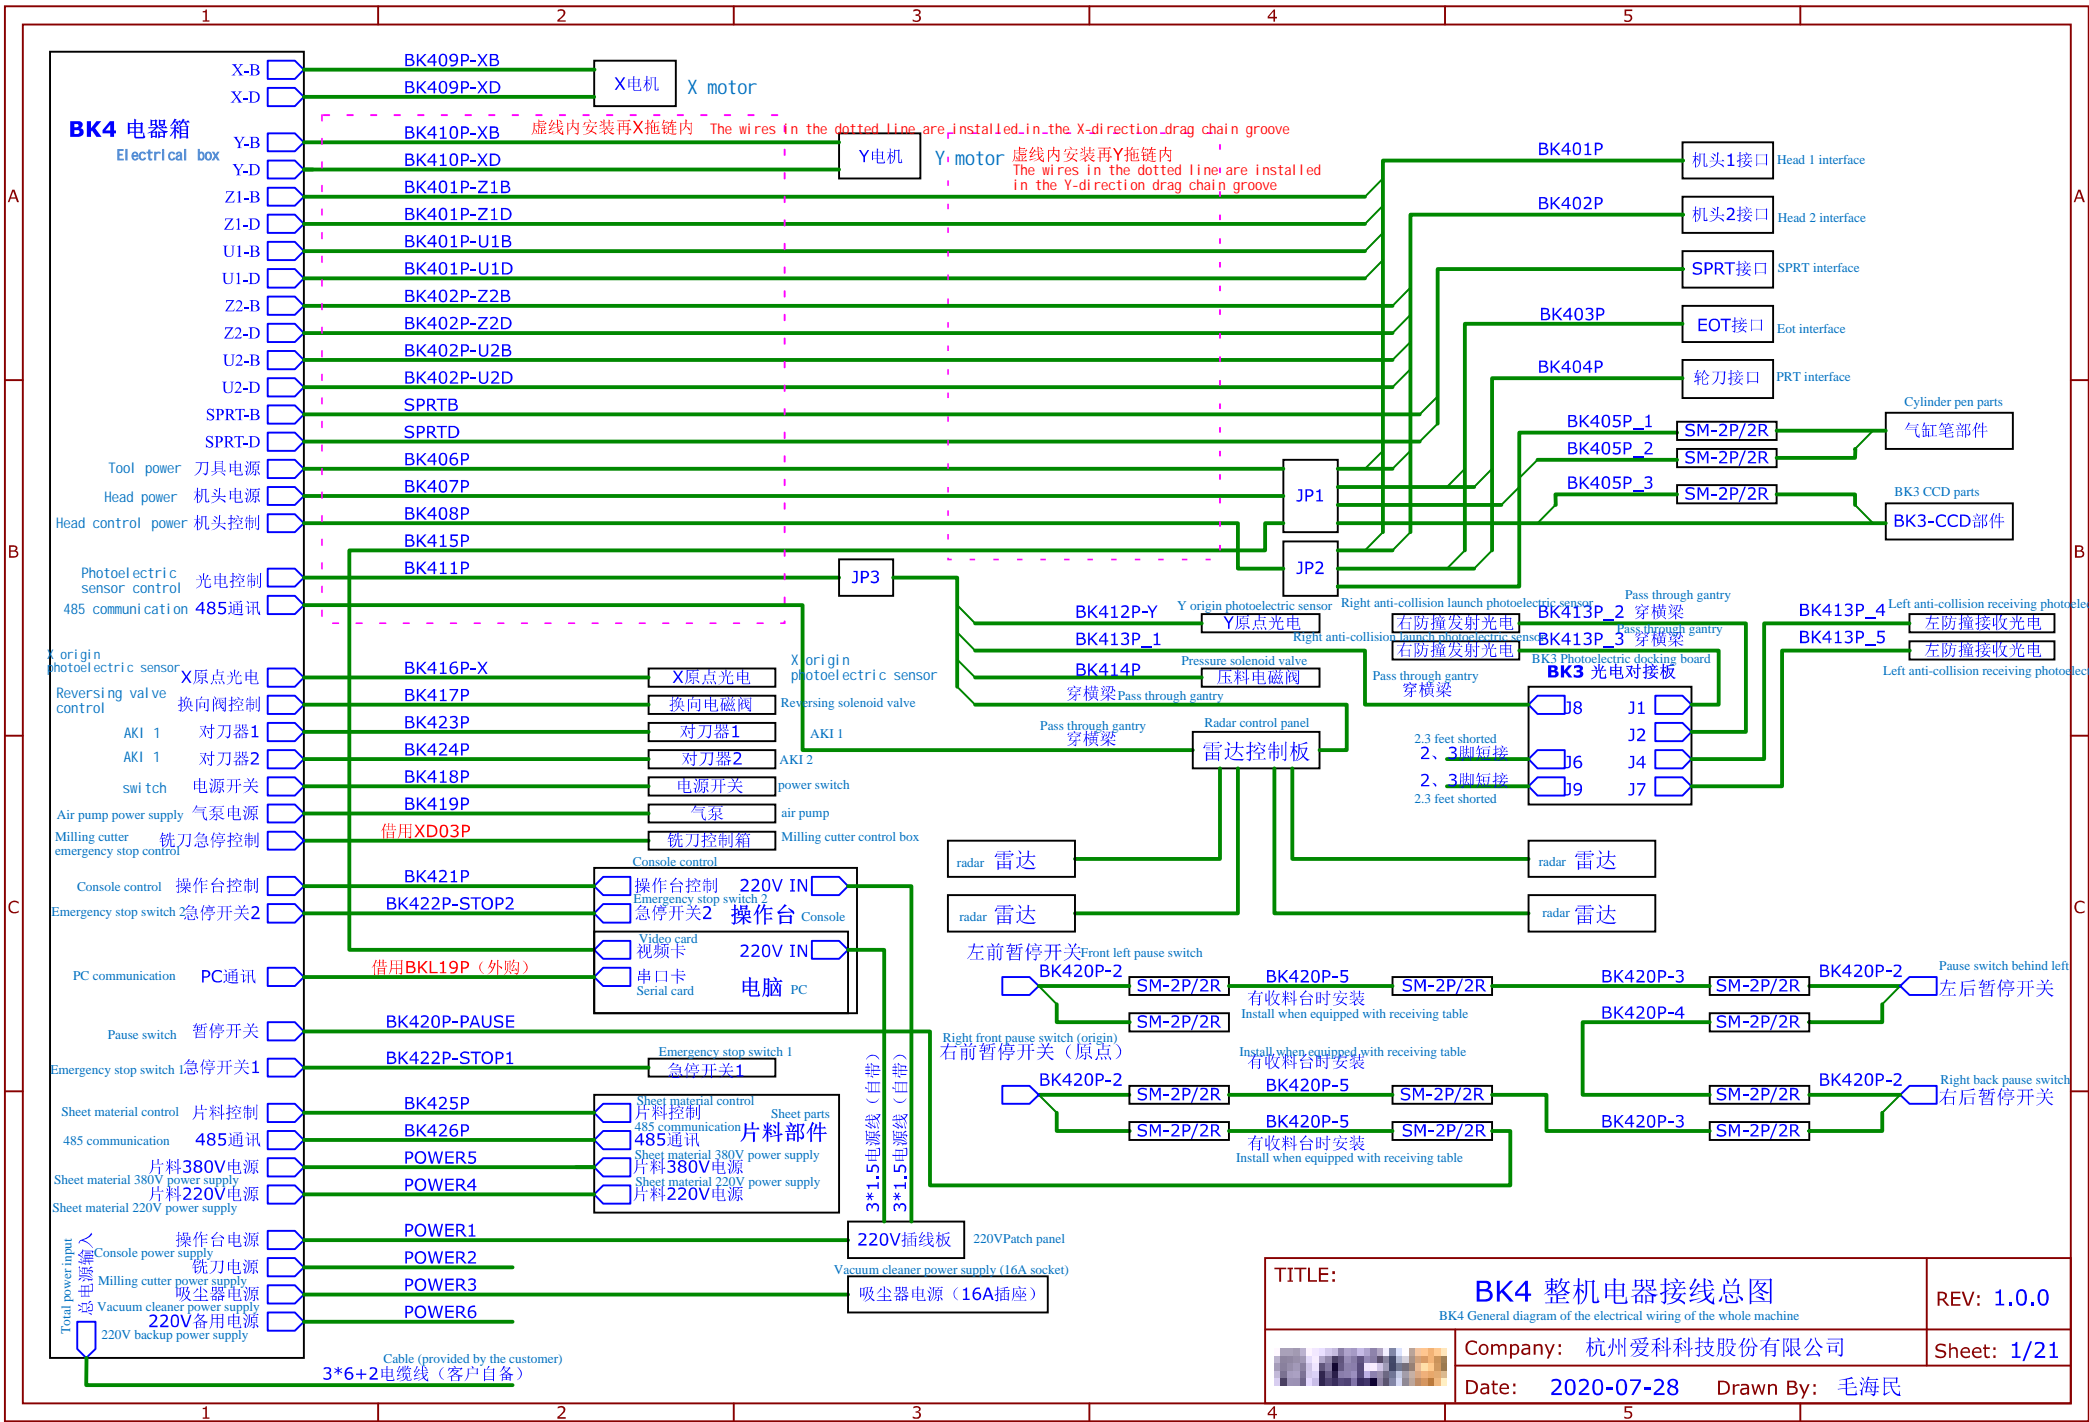 1 2 3 4 5
A
B
C
X-B
X-D
BK4 电器箱
Electrical box
Y-B
Y-D
Z1-B
Z1-D
U1-B
U1-D
Z2-B
Z2-D
U2-B
U2-D
SPRT-B
SPRT-D
Tool power 刀具电源
Head power 机头电源
Head control power 机头控制
Photoelectric
sensor control 光电控制
485 communication 485通讯
X origin
photoelectric sensor
X原点光电
Reversing valve
control 换向阀控制
AKI 1 对刀器1
AKI 1 对刀器2
switch 电源开关
Air pump power supply 气泵电源
Milling cutter
emergency stop control
铣刀急停控制
Console control 操作台控制
Emergency stop switch 2 急停开关2
PC communication PC通讯
Pause switch 暂停开关
Emergency stop switch 1 急停开关1
Sheet material control 片料控制
485 communication 485通讯
片料380V电源
Sheet material 380V power supply
片料220V电源
Sheet material 220V power supply
操作台电源
Console power supply
铣刀电源
Milling cutter power supply
吸尘器电源
Vacuum cleaner power supply
220V备用电源
220V backup power supply
Total power input
总电源输入
Cable (provided by the customer)
3*6+2电缆线（客户自备）
BK409P-XB
BK409P-XD
X电机
X motor
BK410P-XB
BK410P-XD
虚线内安装再X拖链内 The wires in the dotted line are installed in the X-direction drag chain groove
Y电机
Y motor
虚线内安装再Y拖链内
The wires in the dotted line are installed
in the Y-direction drag chain groove
BK401P-Z1B
BK401P-Z1D
BK401P-U1B
BK401P-U1D
BK402P-Z2B
BK402P-Z2D
BK402P-U2B
BK402P-U2D
SPRTB
SPRTD
BK406P
BK407P
BK408P
BK415P
BK411P
JP3
JP1
JP2
BK401P
机头1接口 Head 1 interface
BK402P
机头2接口 Head 2 interface
SPRT接口 SPRT interface
BK403P
EOT接口 Eot interface
BK404P
轮刀接口 PRT interface
BK405P_1
SM-2P/2R
Cylinder pen parts
气缸笔部件
BK405P_2
SM-2P/2R
BK405P_3
SM-2P/2R
BK3 CCD parts
BK3-CCD部件
BK412P-Y
Y origin photoelectric sensor
Y原点光电
BK413P_1
BK414P
Pressure solenoid valve
压料电磁阀
穿横梁 Pass through gantry
Right anti-collision launch photoelectric sensor
右防撞发射光电
Right anti-collision launch photoelectric sensor
右防撞发射光电
Pass through gantry
BK413P_2 穿横梁
Pass through gantry
BK413P_3 穿横梁
BK413P_4
Left anti-collision receiving photoele
左防撞接收光电
BK413P_5
左防撞接收光电
Left anti-collision receiving photoelect
BK3 Photoelectric docking board
BK3 光电对接板
Pass through gantry
穿横梁
J8 J1
J2
J6 J4
J9 J7
2.3 feet shorted
2、3脚短接
2、3脚短接
2.3 feet shorted
Pass through gantry
穿横梁
Radar control panel
雷达控制板
radar 雷达
radar 雷达
radar 雷达
radar 雷达
BK416P-X
X原点光电
X origin
photoelectric sensor
BK417P
换向电磁阀 Reversing solenoid valve
BK423P
对刀器1 AKI 1
BK424P
对刀器2 AKI 2
BK418P
电源开关 power switch
BK419P
气泵 air pump
借用XD03P
铣刀控制箱 Milling cutter control box
Console control
BK421P
操作台控制 220V IN
Emergency stop switch 2
BK422P-STOP2
急停开关2 操作台 Console
Video card
视频卡 220V IN
借用BKL19P（外购）
串口卡
Serial card
电脑 PC
BK420P-PAUSE
BK422P-STOP1
Emergency stop switch 1
急停开关1
BK425P
Sheet material control
片料控制
Sheet parts
片料部件
BK426P
485 communication
485通讯
POWER5
Sheet material 380V power supply
片料380V电源
POWER4
Sheet material 220V power supply
片料220V电源
3*1.5电源线（自带）
3*1.5电源线（自带）
POWER1
220V插线板 220VPatch panel
POWER2
Vacuum cleaner power supply (16A socket)
POWER3
吸尘器电源（16A插座）
POWER6
左前暂停开关 Front left pause switch
BK420P-2
SM-2P/2R
BK420P-5
有收料台时安装
Install when equipped with receiving table
SM-2P/2R
BK420P-3
SM-2P/2R
BK420P-2
Pause switch behind left
左后暂停开关
SM-2P/2R
BK420P-4
SM-2P/2R
Right front pause switch (origin)
右前暂停开关（原点）
Install when equipped with receiving table
有收料台时安装
BK420P-2
SM-2P/2R
BK420P-5
SM-2P/2R
SM-2P/2R
BK420P-2
Right back pause switch
右后暂停开关
SM-2P/2R
BK420P-5
有收料台时安装
Install when equipped with receiving table
SM-2P/2R
BK420P-3
SM-2P/2R
TITLE:
BK4 整机电器接线总图
BK4 General diagram of the electrical wiring of the whole machine
REV: 1.0.0
Company: 杭州爱科科技股份有限公司
Sheet: 1/21
Date: 2020-07-28 Drawn By: 毛海民
A
B
C
1 2 3 4 5